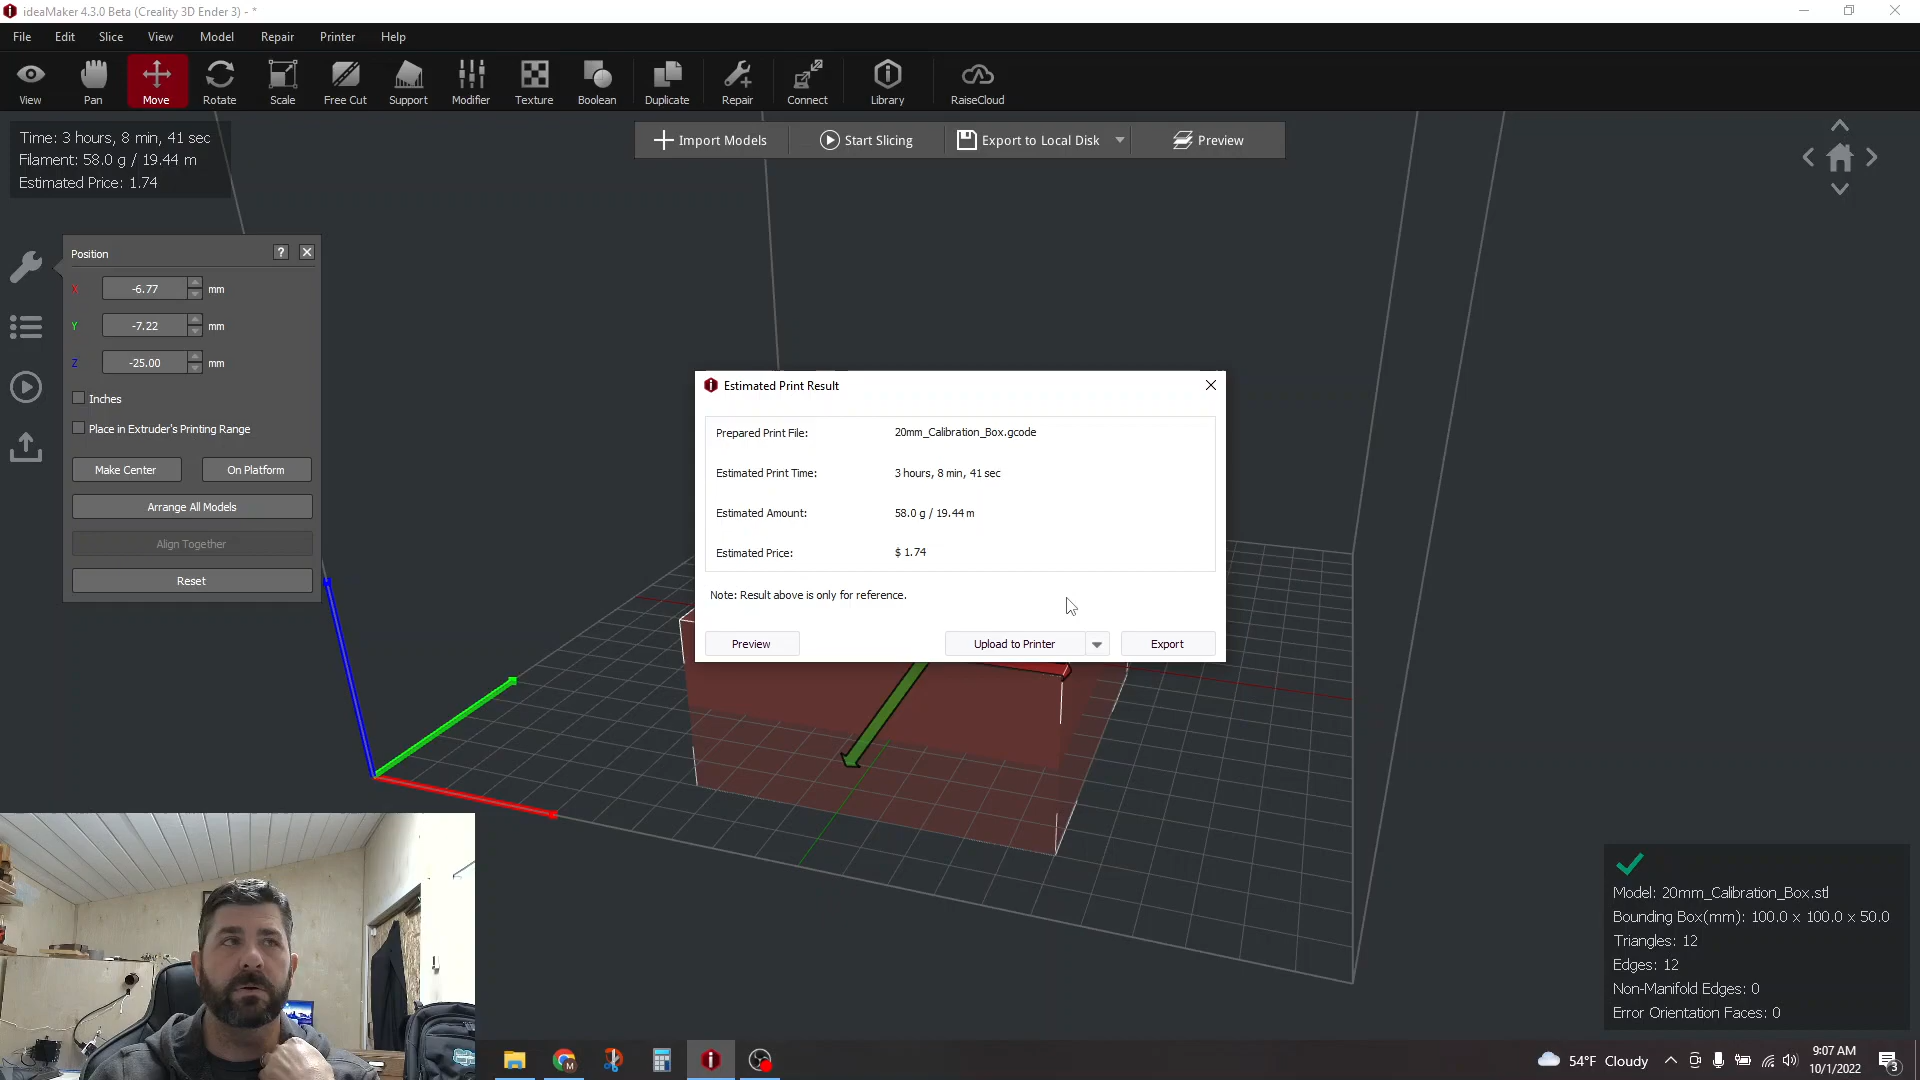 ideaMaker 4.3.0 Beta (Creality 3D Ender 3) - *
File Edit Slice View Model Repair Printer Help
View Pan Move Rotate Scale Free Cut Support Modifier Texture Boolean Duplicate Repair Connect Library RaiseCloud
Time: 3 hours, 8 min, 41 sec
Filament: 58.0 g / 19.44 m
Estimated Price: 1.74
Import Models Start Slicing Export to Local Disk Preview
Position ?
X -6.77 mm
Y -7.22 mm
Z -25.00 mm
Inches
Place in Extruder's Printing Range
Make Center On Platform
Arrange All Models
Align Together
Reset
Estimated Print Result
Prepared Print File: 20mm_Calibration_Box.gcode
Estimated Print Time: 3 hours, 8 min, 41 sec
Estimated Amount: 58.0 g / 19.44 m
Estimated Price: $ 1.74
Note: Result above is only for reference.
Preview Upload to Printer Export
Model: 20mm_Calibration_Box.stl
Bounding Box(mm): 100.0 x 100.0 x 50.0
Triangles: 12
Edges: 12
Non-Manifold Edges: 0
Error Orientation Faces: 0
54°F Cloudy
9:07 AM
10/1/2022
3